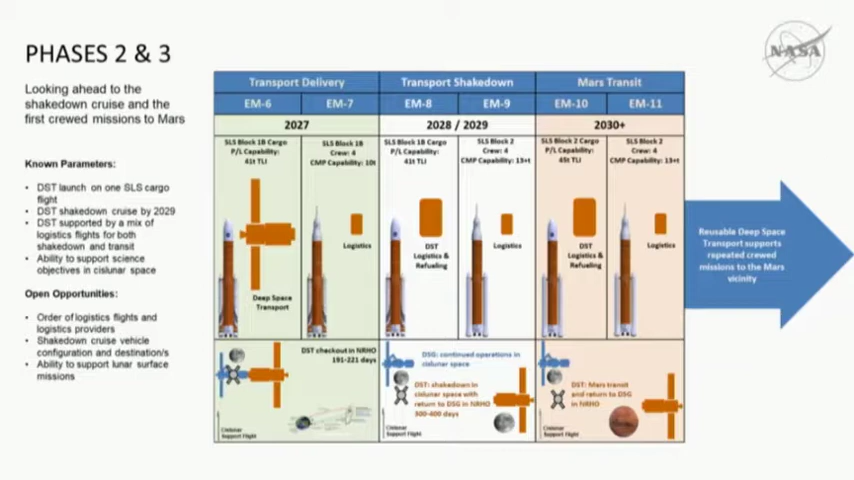 PHASES 2 & 3
NASA
Looking ahead to the
shakedown cruise and the
first crewed missions to Mars
Known Parameters:
• DST launch on one SLS cargo
flight
• DST shakedown cruise by 2029
• DST supported by a mix of
logistics flights for both
shakedown and transit
• Ability to support science
objectives in cislunar space
Open Opportunities:
• Order of logistics flights and
logistics providers
• Shakedown cruise vehicle
configuration and destination/s
• Ability to support lunar surface
missions
Transport Delivery
Transport Shakedown
Mars Transit
EM-6
EM-7
EM-8
EM-9
EM-10
EM-11
2027
2028 / 2029
2030+
SLS Block 1B Cargo
P/L Capability:
41t TLI
Deep Space
Transport
SLS Block 1B
Crew: 4
CMP Capability: 10t
Logistics
SLS Block 1B Cargo
P/L Capability:
41t TLI
DST
Logistics &
Refueling
SLS Block 2
Crew: 4
CMP Capability: 13+t
Logistics
SLS Block 2 Cargo
P/L Capability:
45t TLI
DST
Logistics &
Refueling
SLS Block 2
Crew: 4
CMP Capability: 13+t
Logistics
DST checkout in NRHO
191-221 days
Cislunar
Support Flight
DSG: continued operations in
cislunar space
DST: shakedown in
cislunar space with
return to DSG in NRHO
300-400 days
Cislunar
Support Flight
DST: Mars transit
and return to DSG
in NRHO
Cislunar
Support Flight
Reusable Deep Space
Transport supports
repeated crewed
missions to the Mars
vicinity